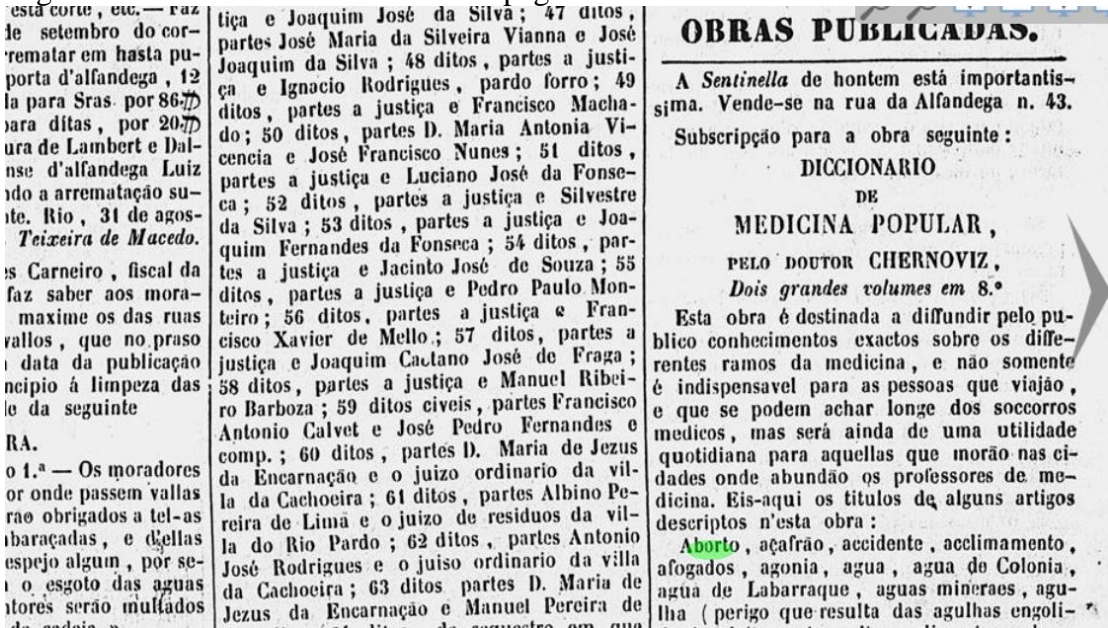 esta corte, etc. — Faz
de setembro do cor-
rematar em hasta pu-
porta d'alfandega, 12
la para Sras. por 86
para ditas, por 20
ura de Lambert e Dal-
nse d'alfandega Luiz
ndo a arrematação su-
te. Rio, 31 de agos-
Teixeira de Macedo.
es Carneiro, fiscal da
faz saber aos mora-
maxime os das ruas
vallos, que no praso
data da publicação
ncipio á limpeza das
e da seguinte
RA.
o 1.ª — Os moradores
or onde passem vallas
rão obrigados a tel-as
baraçadas, e d'ellas
espejo algum, por se-
o esgoto das aguas
tores serão multados
tiça e Joaquim José da Silva; 47 ditos,
partes José Maria da Silveira Vianna e José
Joaquim da Silva; 48 ditos, partes a justi-
ça e Ignacio Rodrigues, pardo forro; 49
ditos, partes a justiça e Francisco Macha-
do; 50 ditos, partes D. Maria Antonia Vi-
cencia e José Francisco Nunes; 51 ditos,
partes a justiça e Luciano José da Fonse-
ca; 52 ditos, partes a justiça e Silvestre
da Silva; 53 ditos, partes a justiça e Joa-
quim Fernandes da Fonseca; 54 ditos, par-
tes a justiça e Jacinto José de Souza; 55
ditos, partes a justiça e Pedro Paulo Mon-
teiro; 56 ditos, partes a justiça e Fran-
cisco Xavier de Mello; 57 ditos, partes a
justiça e Joaquim Caetano José de Fraga;
58 ditos, partes a justiça e Manuel Ribei-
ro Barboza; 59 ditos civeis, partes Francisco
Antonio Calvet e José Pedro Fernandes e
comp.; 60 ditos, partes D. Maria de Jezus
da Encarnação e o juizo ordinario da vil-
la da Cachoeira; 61 ditos, partes Albino Pe-
reira de Lima e o juizo de residuos da vil-
la do Rio Pardo; 62 ditos, partes Antonio
José Rodrigues e o juiso ordinario da villa
da Cachoeira; 63 ditos partes D. Maria de
Jezus da Encarnação e Manuel Pereira de
OBRAS PUBLICADAS.
A Sentinella de hontem está importantis-
sima. Vende-se na rua da Alfandega n. 43.
Subscripção para a obra seguinte:
DICCIONARIO
DE
MEDICINA POPULAR,
PELO DOUTOR CHERNOVIZ,
Dois grandes volumes em 8.º
Esta obra é destinada a diffundir pelo pu-
blico conhecimentos exactos sobre os diffe-
rentes ramos da medicina, e não somente
é indispensavel para as pessoas que viajão,
e que se podem achar longe dos soccorros
medicos, mas será ainda de uma utilidade
quotidiana para aquellas que morão nas ci-
dades onde abundão os professores de me-
dicina. Eis-aqui os titulos de alguns artigos
descriptos n'esta obra:
Aborto, açafrão, accidente, acclimamento,
afogados, agonia, agua, agua de Colonia,
agua de Labarraque, aguas mineraes, agu-
lha (perigo que resulta das agulhas engoli-